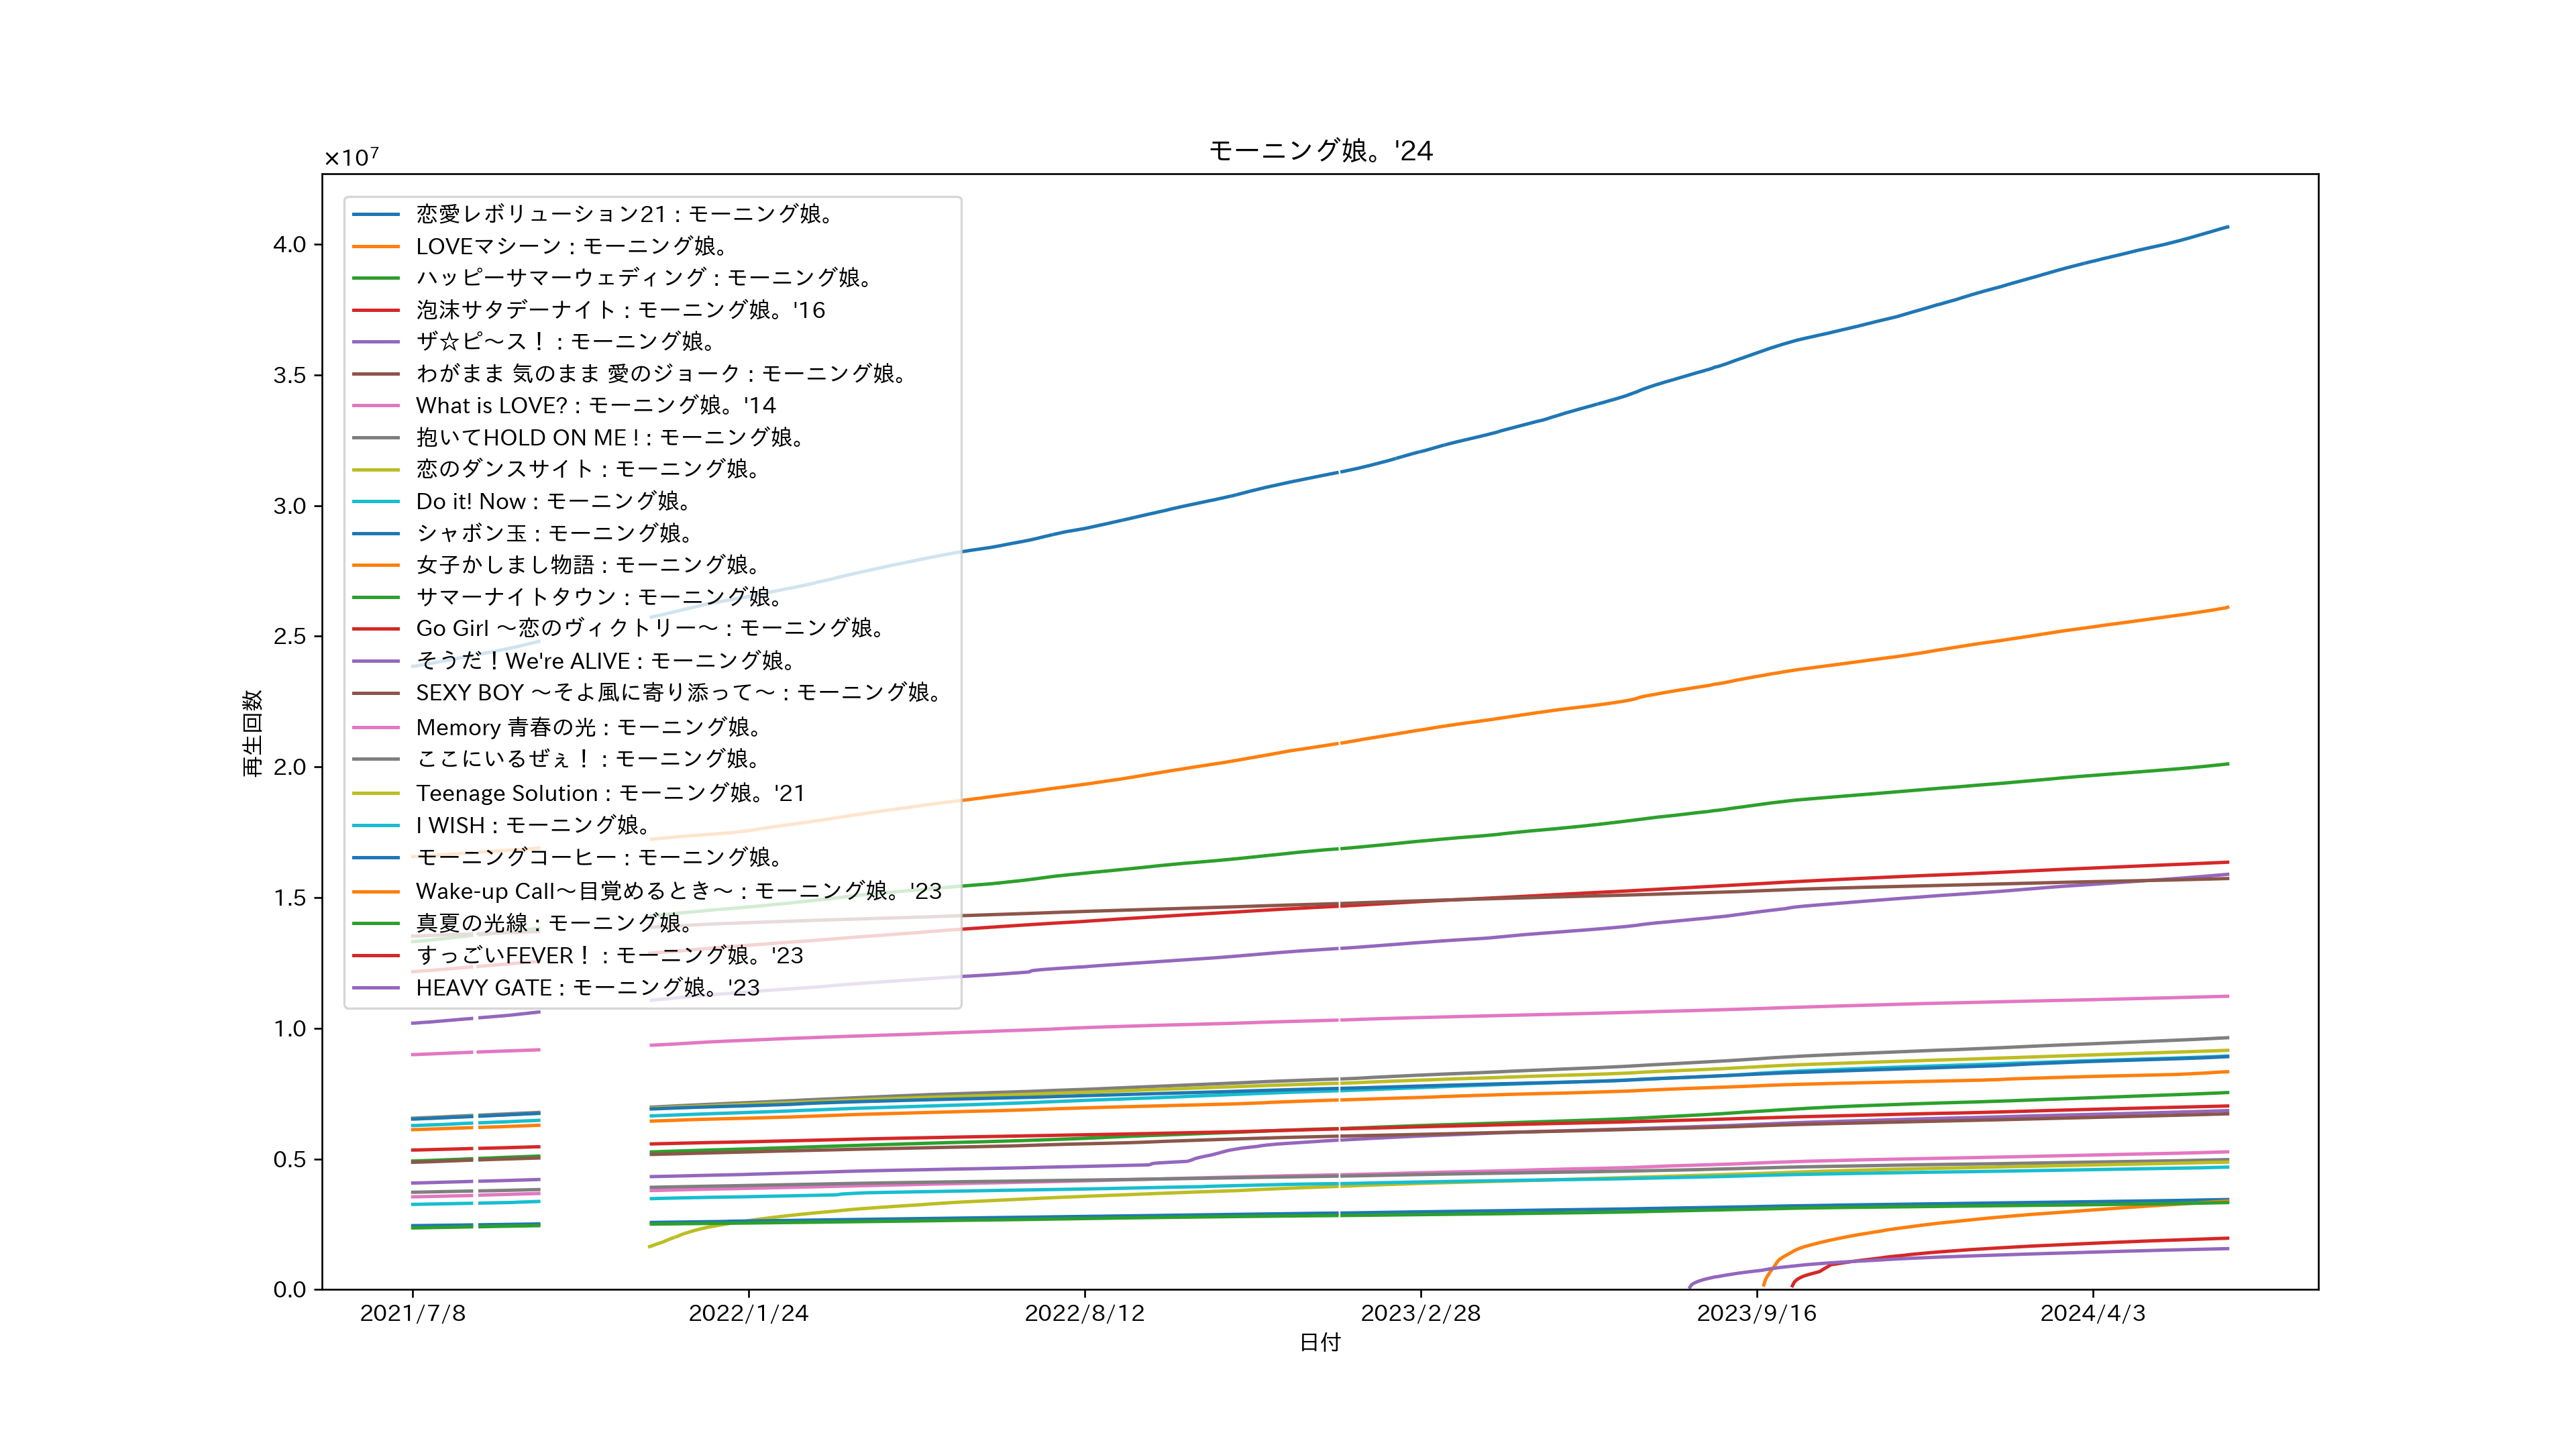 モーニング娘。'24
×10⁷
4.0
3.5
3.0
2.5
2.0
1.5
1.0
0.5
0.0
再生回数
恋愛レボリューション21 : モーニング娘。
LOVEマシーン : モーニング娘。
ハッピーサマーウェディング : モーニング娘。
泡沫サタデーナイト : モーニング娘。'16
ザ☆ピ〜ス！ : モーニング娘。
わがまま 気のまま 愛のジョーク : モーニング娘。
What is LOVE? : モーニング娘。'14
抱いてHOLD ON ME ! : モーニング娘。
恋のダンスサイト : モーニング娘。
Do it! Now : モーニング娘。
シャボン玉 : モーニング娘。
女子かしまし物語 : モーニング娘。
サマーナイトタウン : モーニング娘。
Go Girl 〜恋のヴィクトリー〜 : モーニング娘。
そうだ！We're ALIVE : モーニング娘。
SEXY BOY 〜そよ風に寄り添って〜 : モーニング娘。
Memory 青春の光 : モーニング娘。
ここにいるぜぇ！ : モーニング娘。
Teenage Solution : モーニング娘。'21
I WISH : モーニング娘。
モーニングコーヒー : モーニング娘。
Wake-up Call〜目覚めるとき〜 : モーニング娘。'23
真夏の光線 : モーニング娘。
すっごいFEVER！ : モーニング娘。'23
HEAVY GATE : モーニング娘。'23
2021/7/8
2022/1/24
2022/8/12
2023/2/28
2023/9/16
2024/4/3
日付